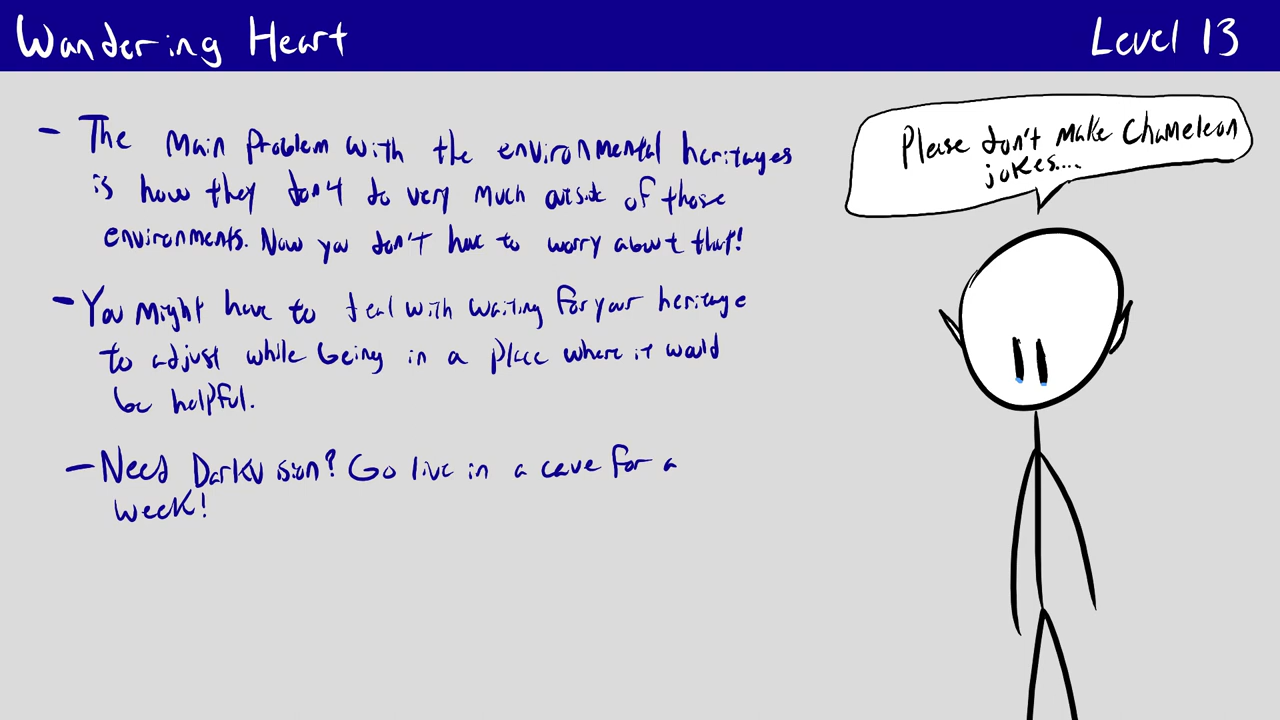 Wandering Heart
Level 13
- The main problem with the environmental heritages
is how they don't do very much outside of those
environments. Now you don't have to worry about that!
- You might have to deal with waiting for your heritage
to adjust while being in a place where it would
be helpful.
- Need Darkvision? Go live in a cave for a
week!
Please don't make Chameleon
jokes....